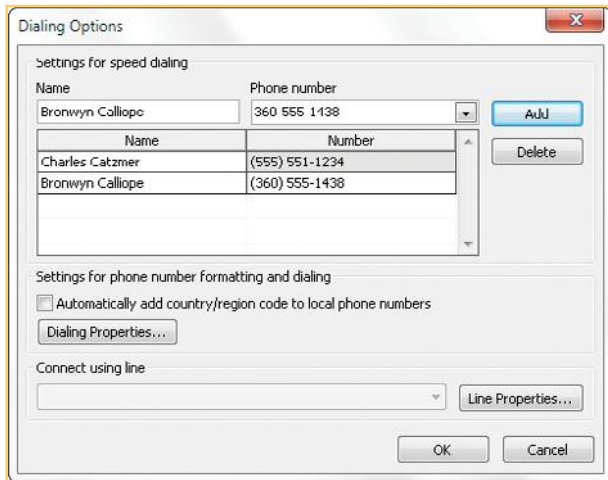 Dialing Options
Settings for speed dialing
Name Phone number
Bronwyn Calliope 360 555 1438 Add
Name Number
Charles Catzmer (555) 551-1234
Delete
Bronwyn Calliope (360) 555-1438
Settings for phone number formatting and dialing
Automatically add country/region code to local phone numbers
Dialing Properties...
Connect using line
Line Properties...
OK Cancel